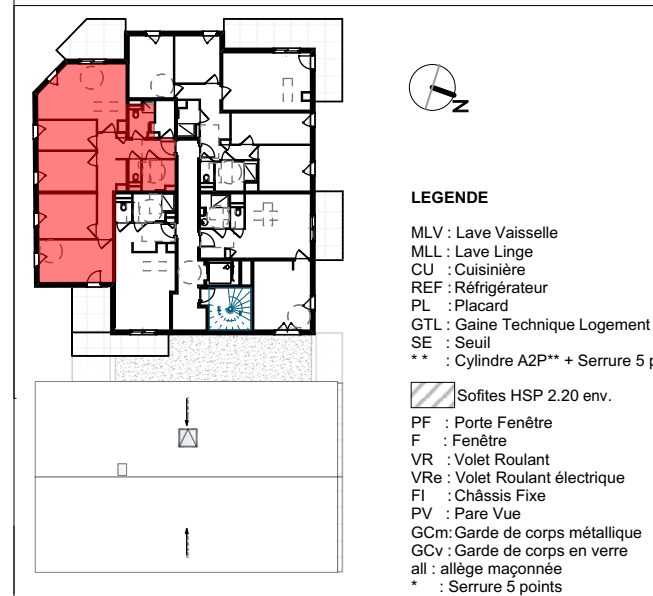 N
LEGENDE
MLV : Lave Vaisselle
MLL : Lave Linge
CU : Cuisinière
REF : Réfrigérateur
PL : Placard
GTL : Gaine Technique Logement
SE : Seuil
* * : Cylindre A2P** + Serrure 5 p
Sofites HSP 2.20 env.
PF : Porte Fenêtre
F : Fenêtre
VR : Volet Roulant
VRe : Volet Roulant électrique
FI : Châssis Fixe
PV : Pare Vue
GCm: Garde de corps métallique
GCv : Garde de corps en verre
all : allège maçonnée
* : Serrure 5 points